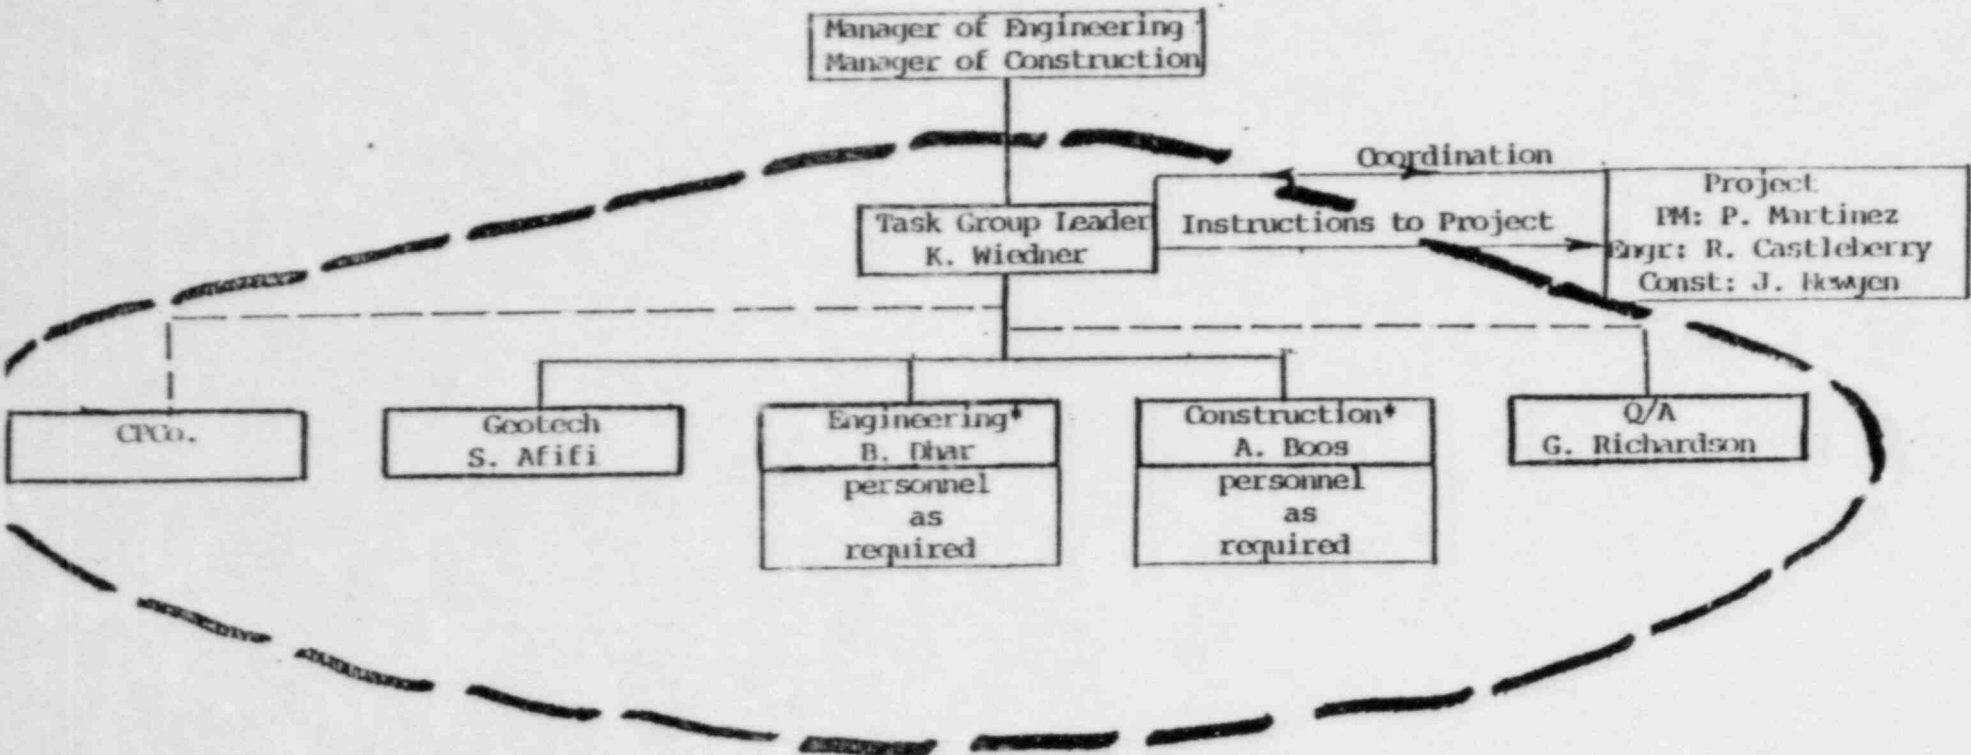 Manager of Engineering
Manager of Construction
Coordination
Task Group Leader
K. Wiedner
Instructions to Project
Project
PM: P. Martinez
Engr: R. Castleberry
Const: J.
CPCo.
Geotech
S. Afifi
Engineering*
B. Dhar
personnel
as
required
Construction*
A. Boos
personnel
as
required
Q/A
G. Richardson